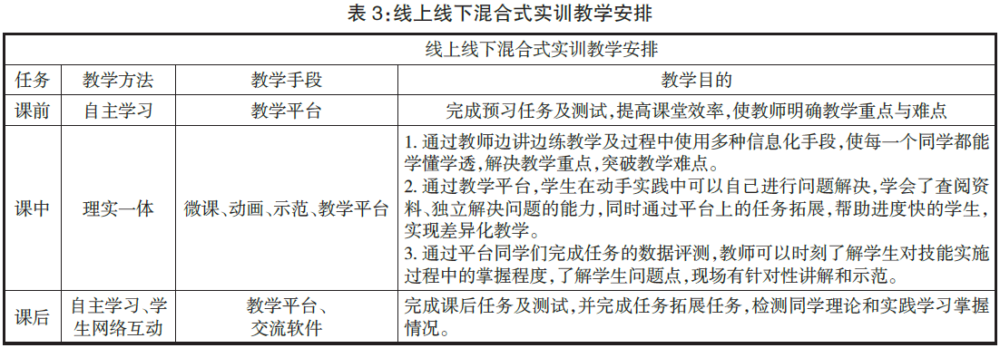 表 3:线上线下混合式实训教学安排
线上线下混合式实训教学安排
任务 教学方法 教学手段 教学目的
课前 自主学习 教学平台 完成预习任务及测试,提高课堂效率,使教师明确教学重点与难点
课中 理实一体 微课、动画、示范、教学平台
1. 通过教师边讲边练教学及过程中使用多种信息化手段,使每一个同学都能
学懂学透,解决教学重点,突破教学难点。
2. 通过教学平台,学生在动手实践中可以自己进行问题解决,学会了查阅资
料、独立解决问题的能力,同时通过平台上的任务拓展,帮助进度快的学生,
实现差异化教学。
3. 通过平台同学们完成任务的数据评测,教师可以时刻了解学生对技能实施
过程中的掌握程度,了解学生问题点,现场有针对性讲解和示范。
课后
自主学习、学
生网络互动
教学平台、
交流软件
完成课后任务及测试,并完成任务拓展任务,检测同学理论和实践学习掌握
情况。